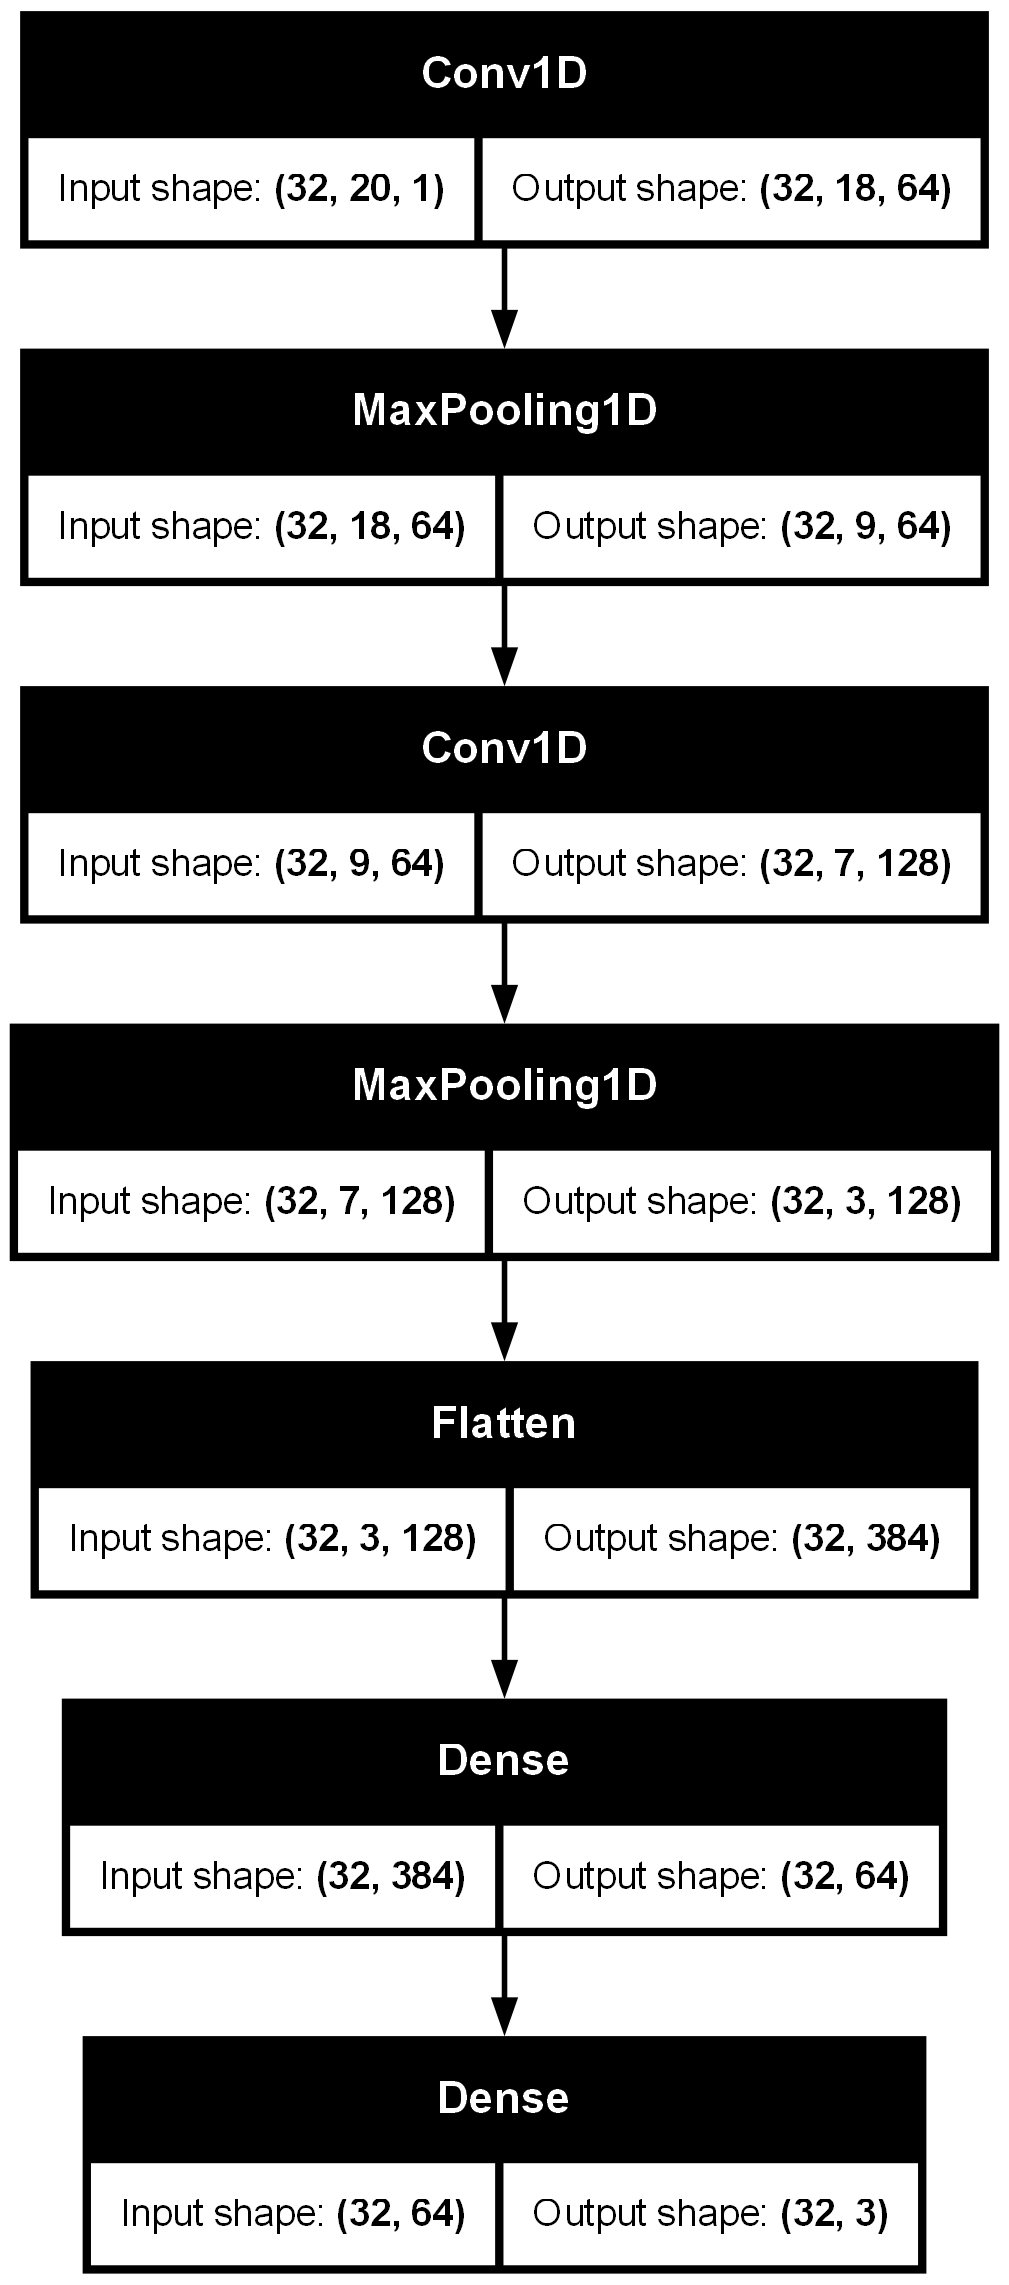 Conv1D
Input shape: (32, 20, 1) Output shape: (32, 18, 64)
MaxPooling1D
Input shape: (32, 18, 64) Output shape: (32, 9, 64)
Conv1D
Input shape: (32, 9, 64) Output shape: (32, 7, 128)
MaxPooling1D
Input shape: (32, 7, 128) Output shape: (32, 3, 128)
Flatten
Input shape: (32, 3, 128) Output shape: (32, 384)
Dense
Input shape: (32, 384) Output shape: (32, 64)
Dense
Input shape: (32, 64) Output shape: (32, 3)